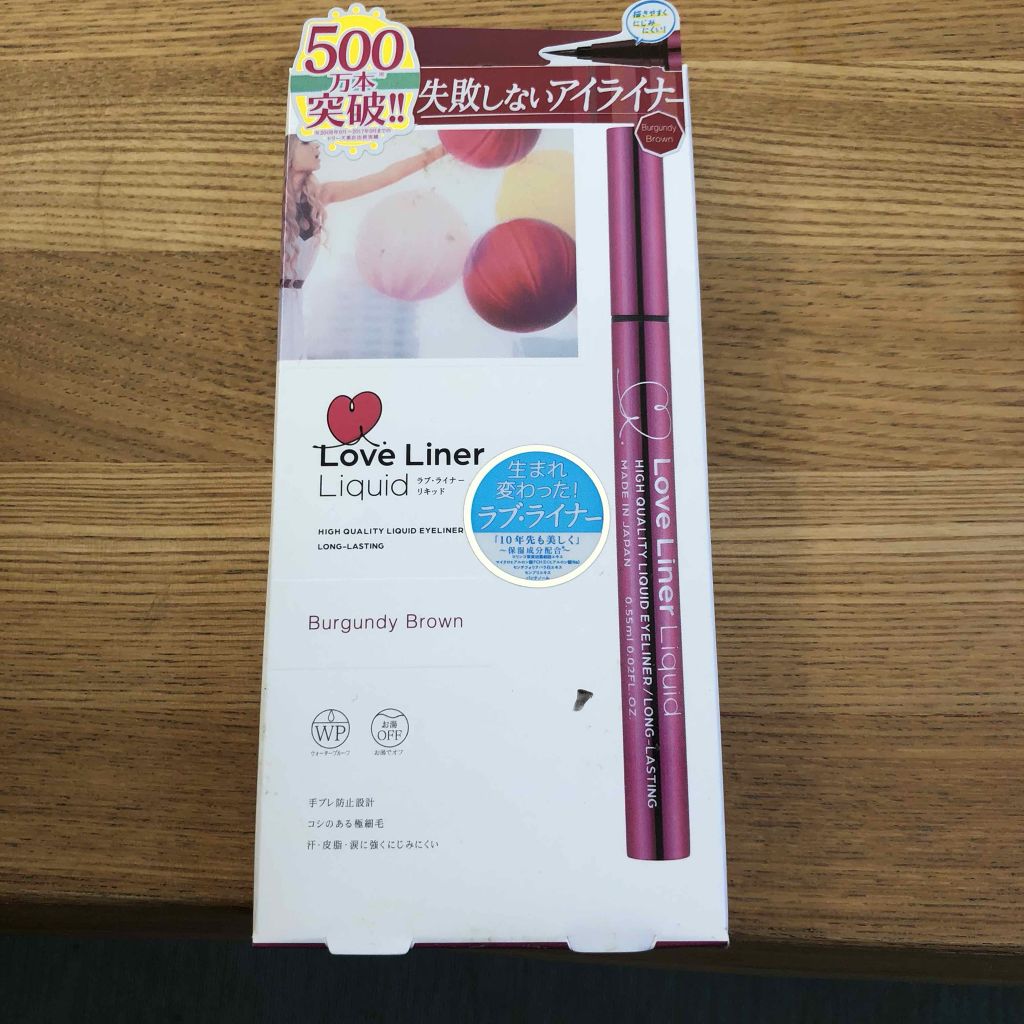 500
万本※
突破!!
描きやすく
にじみ
にくい!
失敗しないアイライナー
Burgundy
Brown
Love Liner
Liquid
ラブ・ライナー
リキッド
HIGH QUALITY LIQUID EYELINER
LONG-LASTING
生まれ
変わった!
ラブ・ライナー
「10年先も美しく」
～保湿成分配合～
Burgundy Brown
WP
ウォータープルーフ
お湯
OFF
お湯でオフ
手ブレ防止設計
コシのある極細毛
汗・皮脂・涙に強くにじみにくい
Love Liner Liquid
HIGH QUALITY LIQUID EYELINER / LONG-LASTING
MADE IN JAPAN 0.55ml 0.02FL.OZ